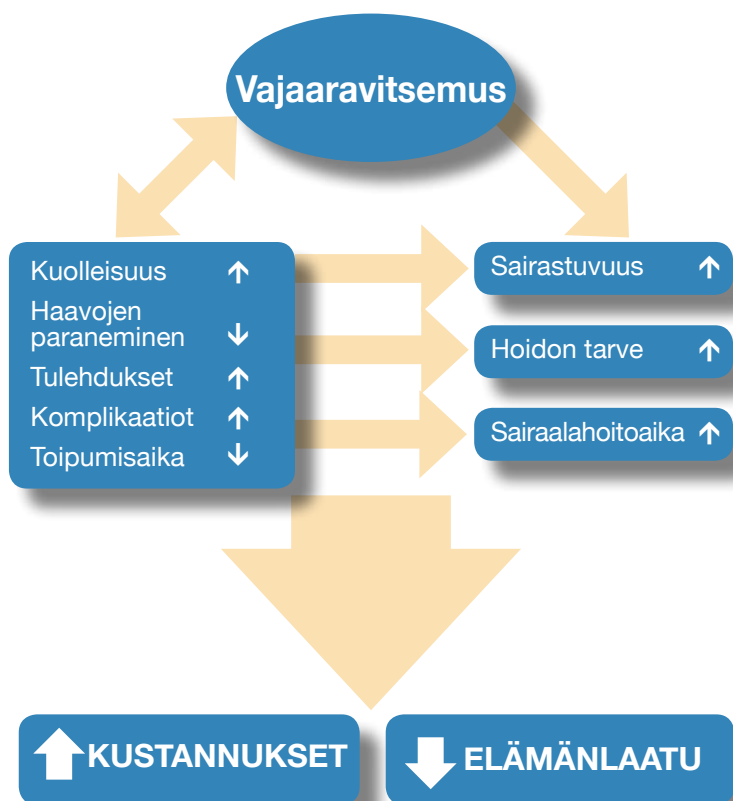 Vajaaravitsemus
Kuolleisuus ↑
Haavojen
paraneminen ↓
Tulehdukset ↑
Komplikaatiot ↑
Toipumisaika ↓
Sairastuvuus ↑
Hoidon tarve ↑
Sairaalahoitoaika ↑
KUSTANNUKSET
ELÄMÄNLAATU